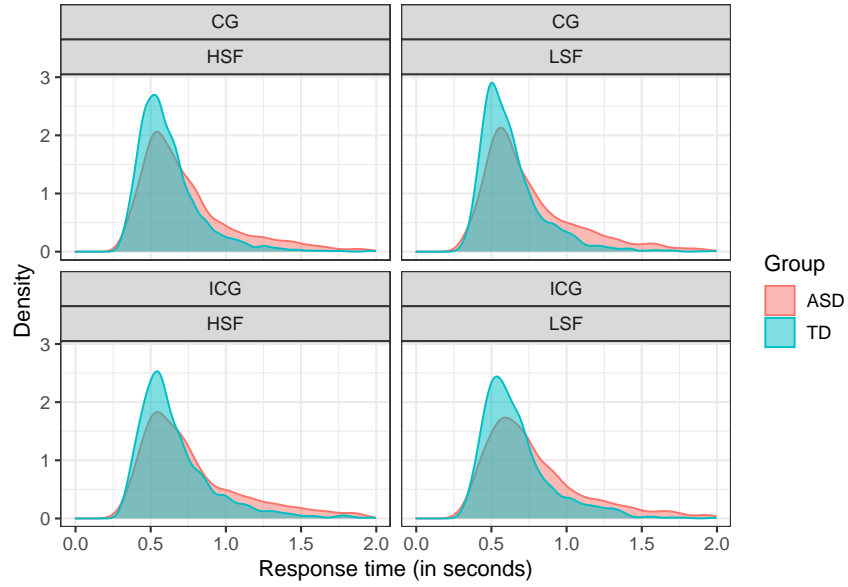 CG
CG
HSF
LSF
3
2
1
0
ICG
ICG
HSF
LSF
3
2
1
0
0.0 0.5 1.0 1.5 2.0
0.0 0.5 1.0 1.5 2.0
Response time (in seconds)
Density
Group
ASD
TD